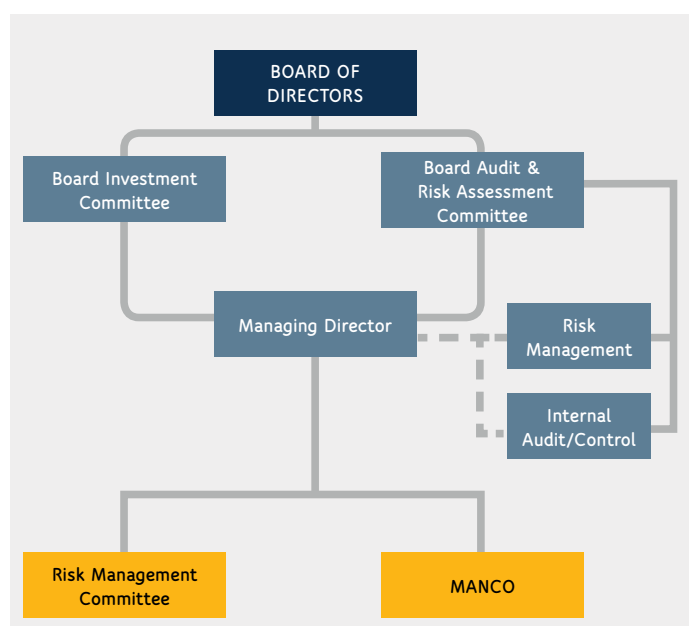 BOARD OF
DIRECTORS
Board Investment
Committee
Board Audit &
Risk Assessment
Committee
Managing Director
Risk
Management
Internal
Audit/Control
Risk Management
Committee
MANCO